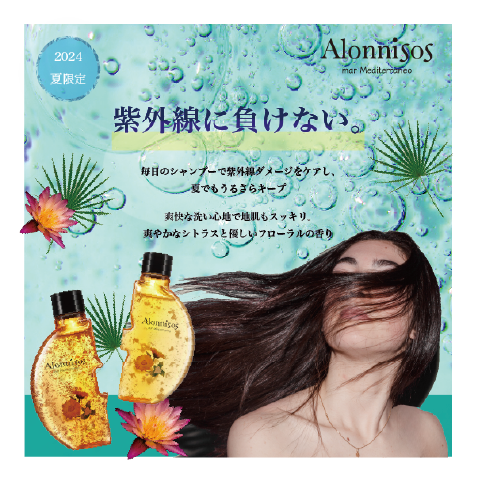 2024
夏限定
Alonnisos
mar Mediterraneo
紫外線に負けない。
毎日のシャンプーで紫外線ダメージをケアし、
夏でもうるさらキープ
爽快な洗い心地で地肌もスッキリ。
爽やかなシトラスと優しいフローラルの香り
Alonnisos
Alonnisos